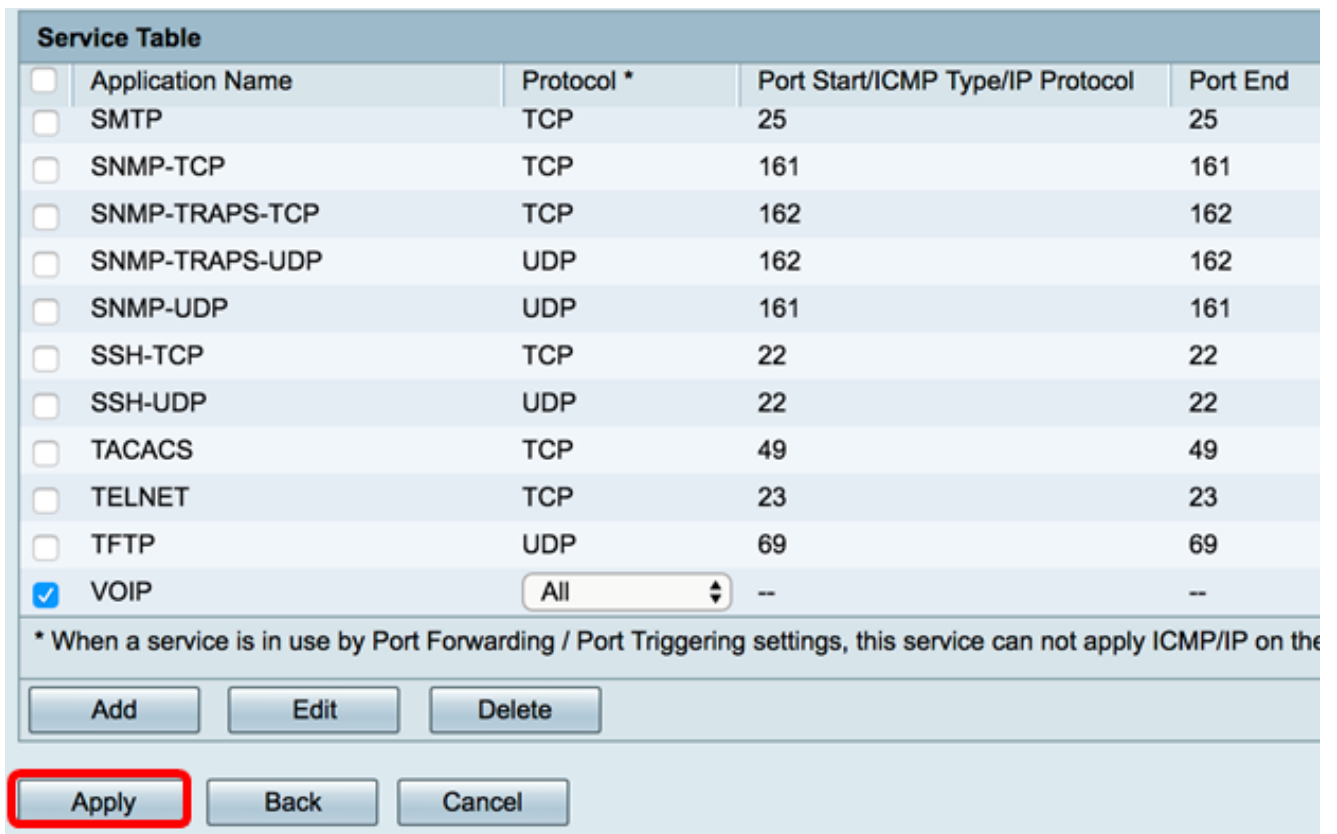 Service Table
Application Name Protocol * Port Start/ICMP Type/IP Protocol Port End
SMTP TCP 25 25
SNMP-TCP TCP 161 161
SNMP-TRAPS-TCP TCP 162 162
SNMP-TRAPS-UDP UDP 162 162
SNMP-UDP UDP 161 161
SSH-TCP TCP 22 22
SSH-UDP UDP 22 22
TACACS TCP 49 49
TELNET TCP 23 23
TFTP UDP 69 69
VOIP All -- --
* When a service is in use by Port Forwarding / Port Triggering settings, this service can not apply ICMP/IP on the
Add Edit Delete
Apply Back Cancel